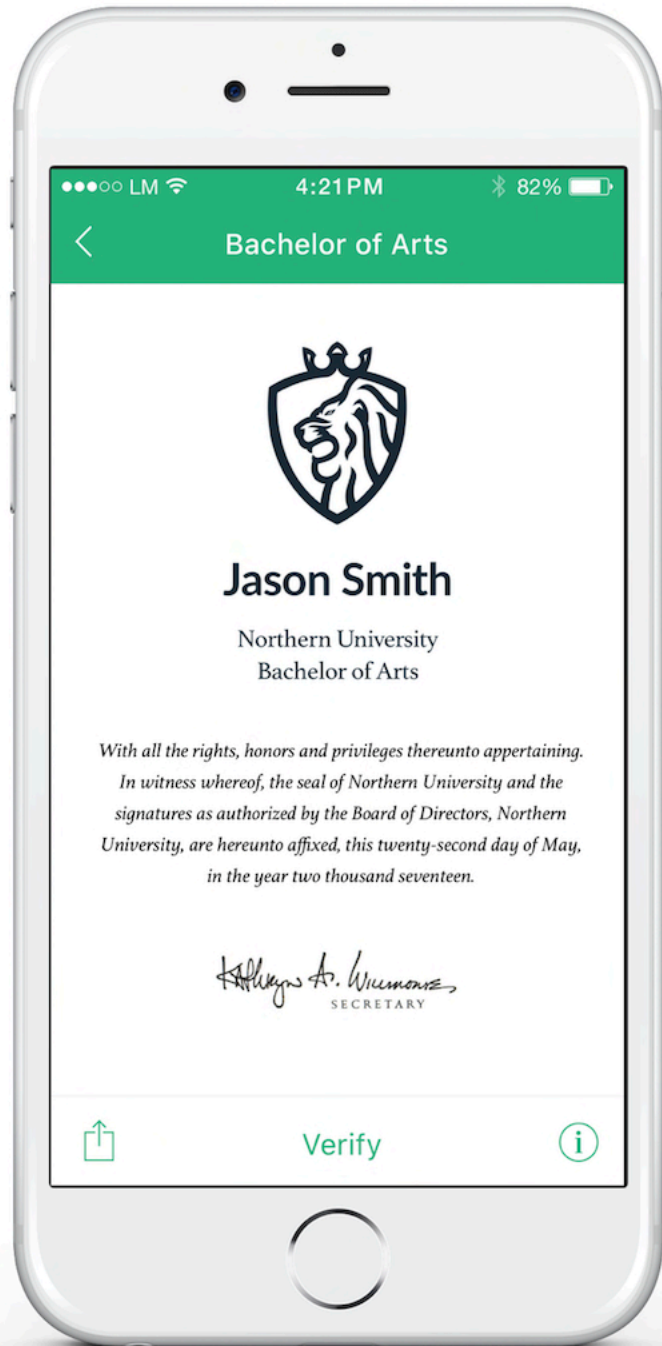 LM 4:21PM 82%
Bachelor of Arts
Jason Smith
Northern University
Bachelor of Arts
With all the rights, honors and privileges thereunto appertaining.
In witness whereof, the seal of Northern University and the
signatures as authorized by the Board of Directors, Northern
University, are hereunto affixed, this twenty-second day of May,
in the year two thousand seventeen.
Kathryn A.
SECRETARY
Verify